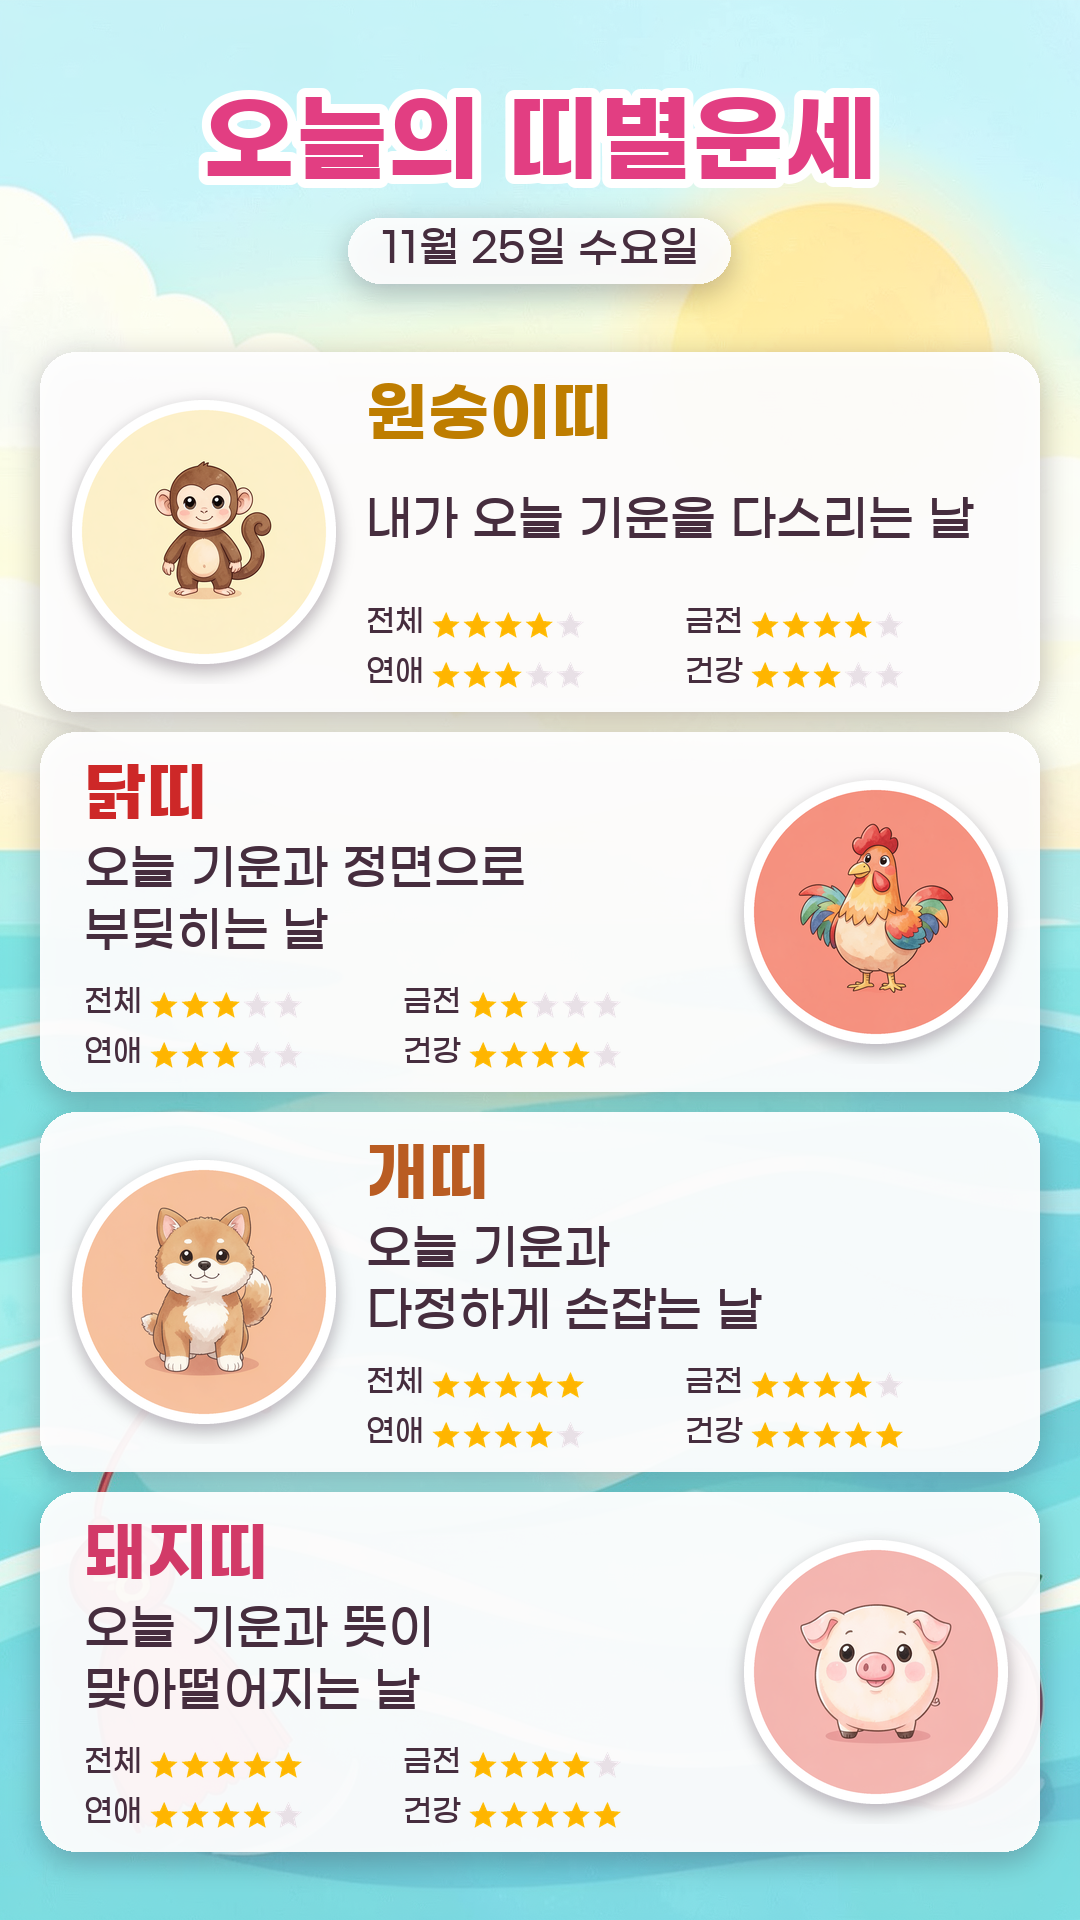 오늘의 띠별운세
11월 25일 수요일
원숭이띠
내가 오늘 기운을 다스리는 날
전체 ★★★★★ 금전 ★★★★★
연애 ★★★★★ 건강 ★★★★★
닭띠
오늘 기운과 정면으로
부딪히는 날
전체 ★★★★★ 금전 ★★★★★
연애 ★★★★★ 건강 ★★★★★
개띠
오늘 기운과
다정하게 손잡는 날
전체 ★★★★★ 금전 ★★★★★
연애 ★★★★★ 건강 ★★★★★
돼지띠
오늘 기운과 뜻이
맞아떨어지는 날
전체 ★★★★★ 금전 ★★★★★
연애 ★★★★★ 건강 ★★★★★